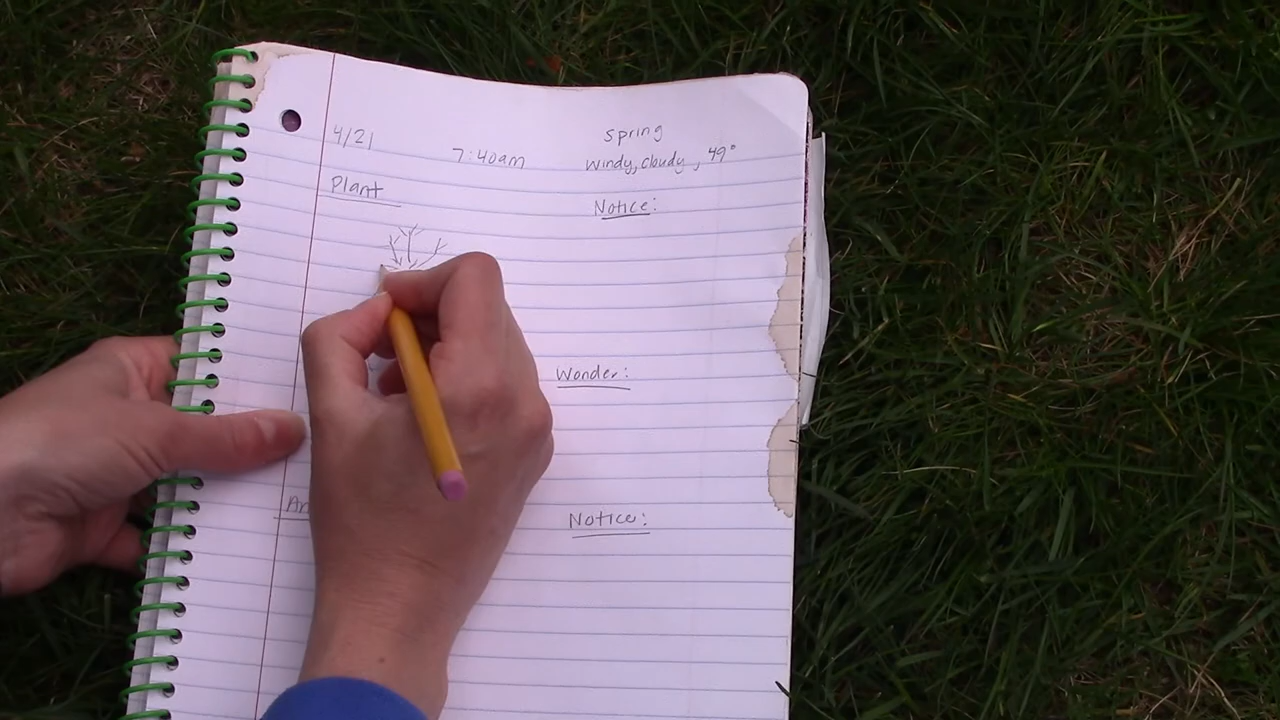 4/21 7:40am spring
windy, cloudy, 49°
Plant
Notice:
Wonder:
Notice: